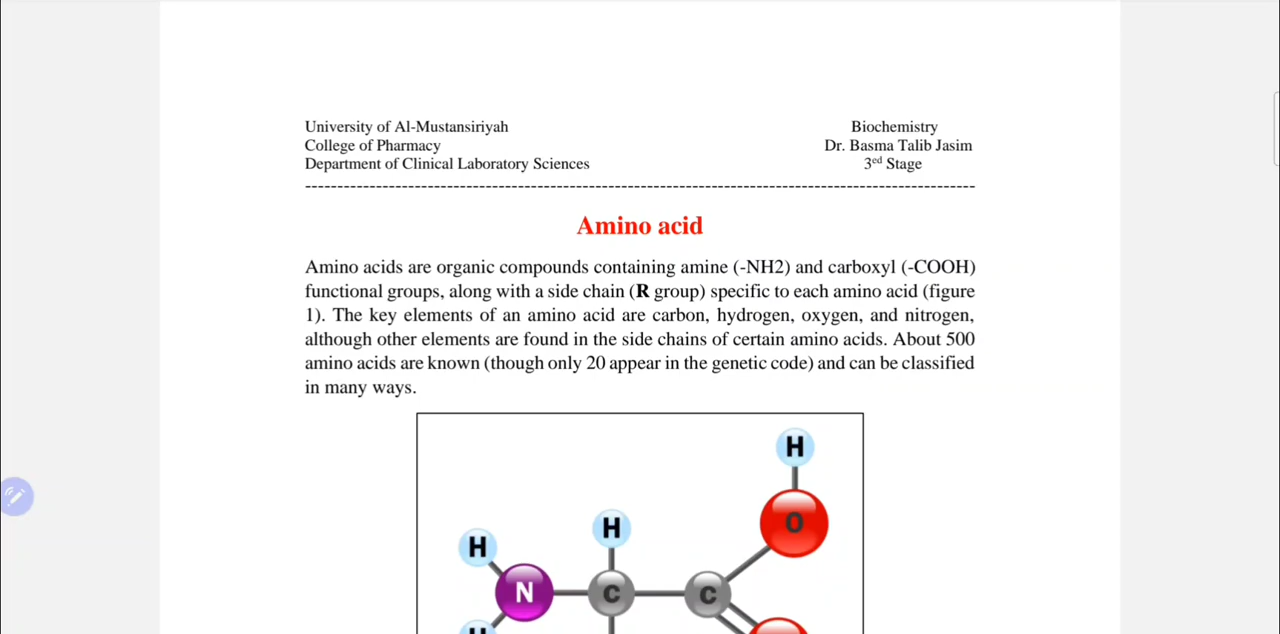 University of Al-Mustansiriyah
College of Pharmacy
Department of Clinical Laboratory Sciences
Biochemistry
Dr. Basma Talib Jasim
3ed Stage
--------------------------------------------------------------------------------------------------------
Amino acid
Amino acids are organic compounds containing amine (-NH2) and carboxyl (-COOH)
functional groups, along with a side chain (R group) specific to each amino acid (figure
1). The key elements of an amino acid are carbon, hydrogen, oxygen, and nitrogen,
although other elements are found in the side chains of certain amino acids. About 500
amino acids are known (though only 20 appear in the genetic code) and can be classified
in many ways.
H
O
H
H
N
C
C